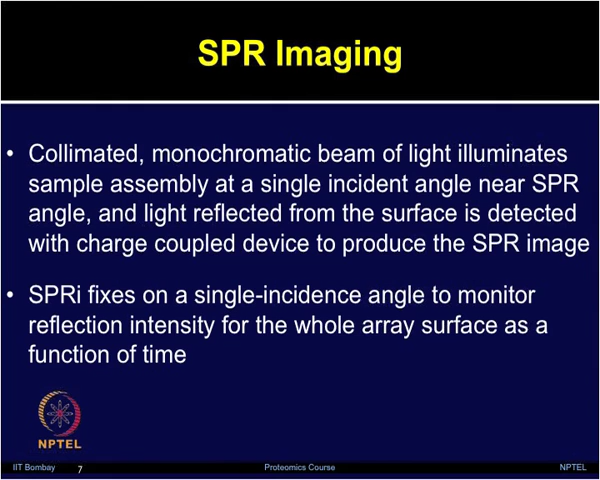 SPR Imaging
• Collimated, monochromatic beam of light illuminates
sample assembly at a single incident angle near SPR
angle, and light reflected from the surface is detected
with charge coupled device to produce the SPR image
• SPRi fixes on a single-incidence angle to monitor
reflection intensity for the whole array surface as a
function of time
NPTEL
IIT Bombay 7 Proteomics Course NPTEL